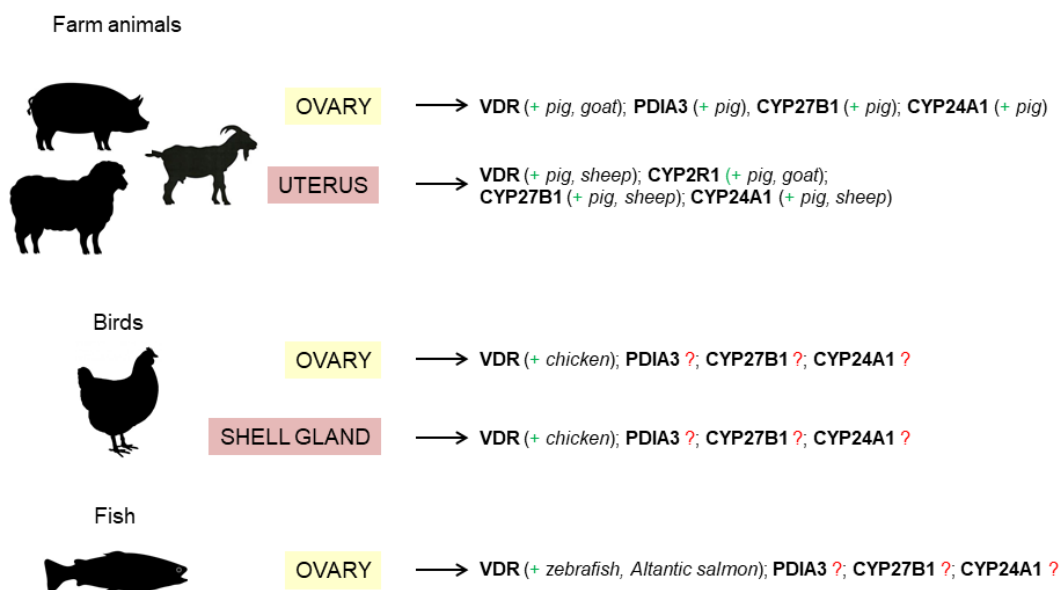 Farm animals
OVARY
VDR (+ pig, goat); PDIA3 (+ pig), CYP27B1 (+ pig); CYP24A1 (+ pig)
UTERUS
VDR (+ pig, sheep); CYP2R1 (+ pig, goat);
CYP27B1 (+ pig, sheep); CYP24A1 (+ pig, sheep)
Birds
OVARY
VDR (+ chicken); PDIA3 ?; CYP27B1 ?; CYP24A1 ?
SHELL GLAND
VDR (+ chicken); PDIA3 ?; CYP27B1 ?; CYP24A1 ?
Fish
OVARY
VDR (+ zebrafish, Altantic salmon); PDIA3 ?; CYP27B1 ?; CYP24A1 ?